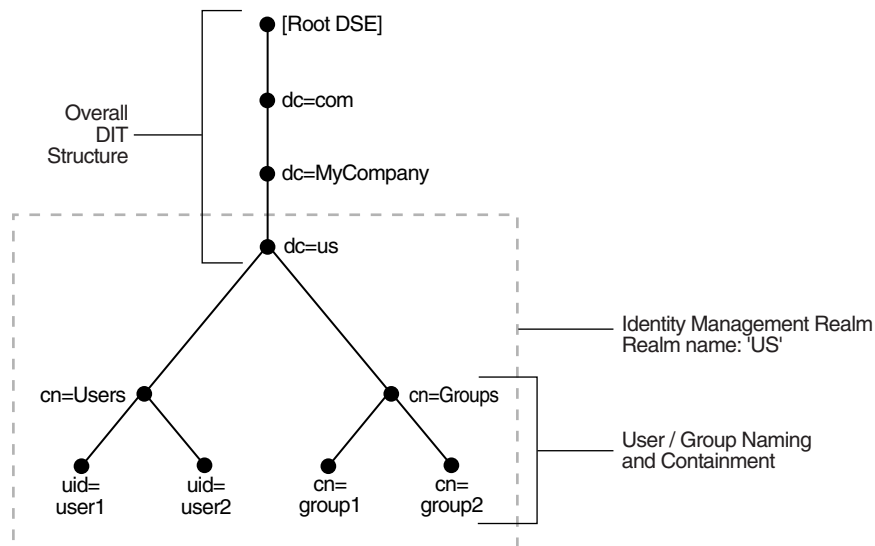 [Root DSE]
dc=com
Overall
DIT
Structure
dc=MyCompany
dc=us
Identity Management Realm
Realm name: 'US'
cn=Users
cn=Groups
User / Group Naming
and Containment
uid=
user1
uid=
user2
cn=
group1
cn=
group2